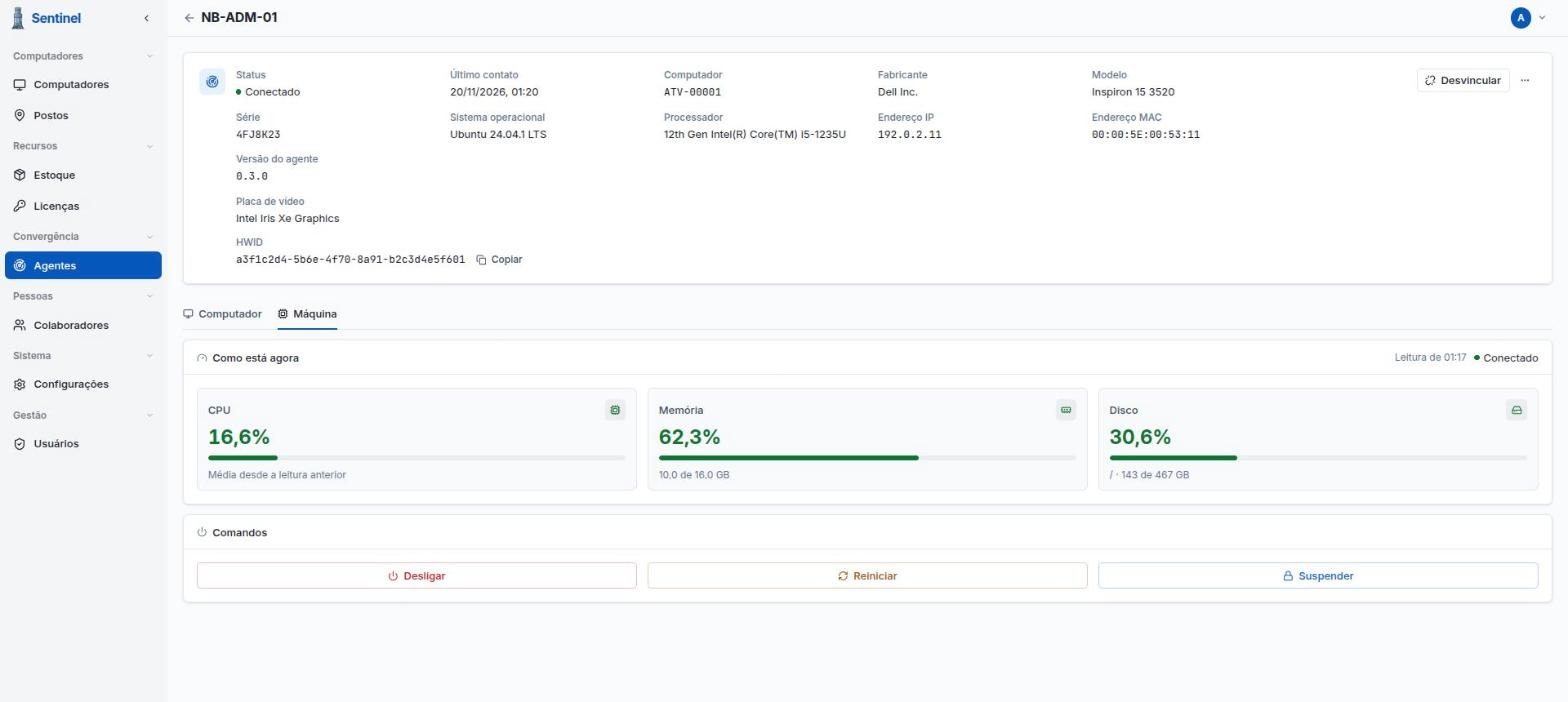 Sentinel
NB-ADM-01
A
Computadores
Computadores
Postos
Recursos
Estoque
Licenças
Convergência
Agentes
Pessoas
Colaboradores
Sistema
Configurações
Gestão
Usuários
Status
Conectado
Último contato
20/11/2026, 01:20
Computador
ATV-00001
Fabricante
Dell Inc.
Modelo
Inspiron 15 3520
Desvincular
Série
4FJ8K23
Sistema operacional
Ubuntu 24.04.1 LTS
Processador
12th Gen Intel(R) Core(TM) i5-1235U
Endereço IP
192.0.2.11
Endereço MAC
00:00:5E:00:53:11
Versão do agente
0.3.0
Placa de vídeo
Intel Iris Xe Graphics
HWID
a3f1c2d4-5b6e-4f70-8a91-b2c3d4e5f601 Copiar
Computador
Máquina
Como está agora
Leitura de 01:17 Conectado
CPU
16,6%
Média desde a leitura anterior
Memória
62,3%
10,0 de 16,0 GB
Disco
30,6%
/ · 143 de 467 GB
Comandos
Desligar
Reiniciar
Suspender